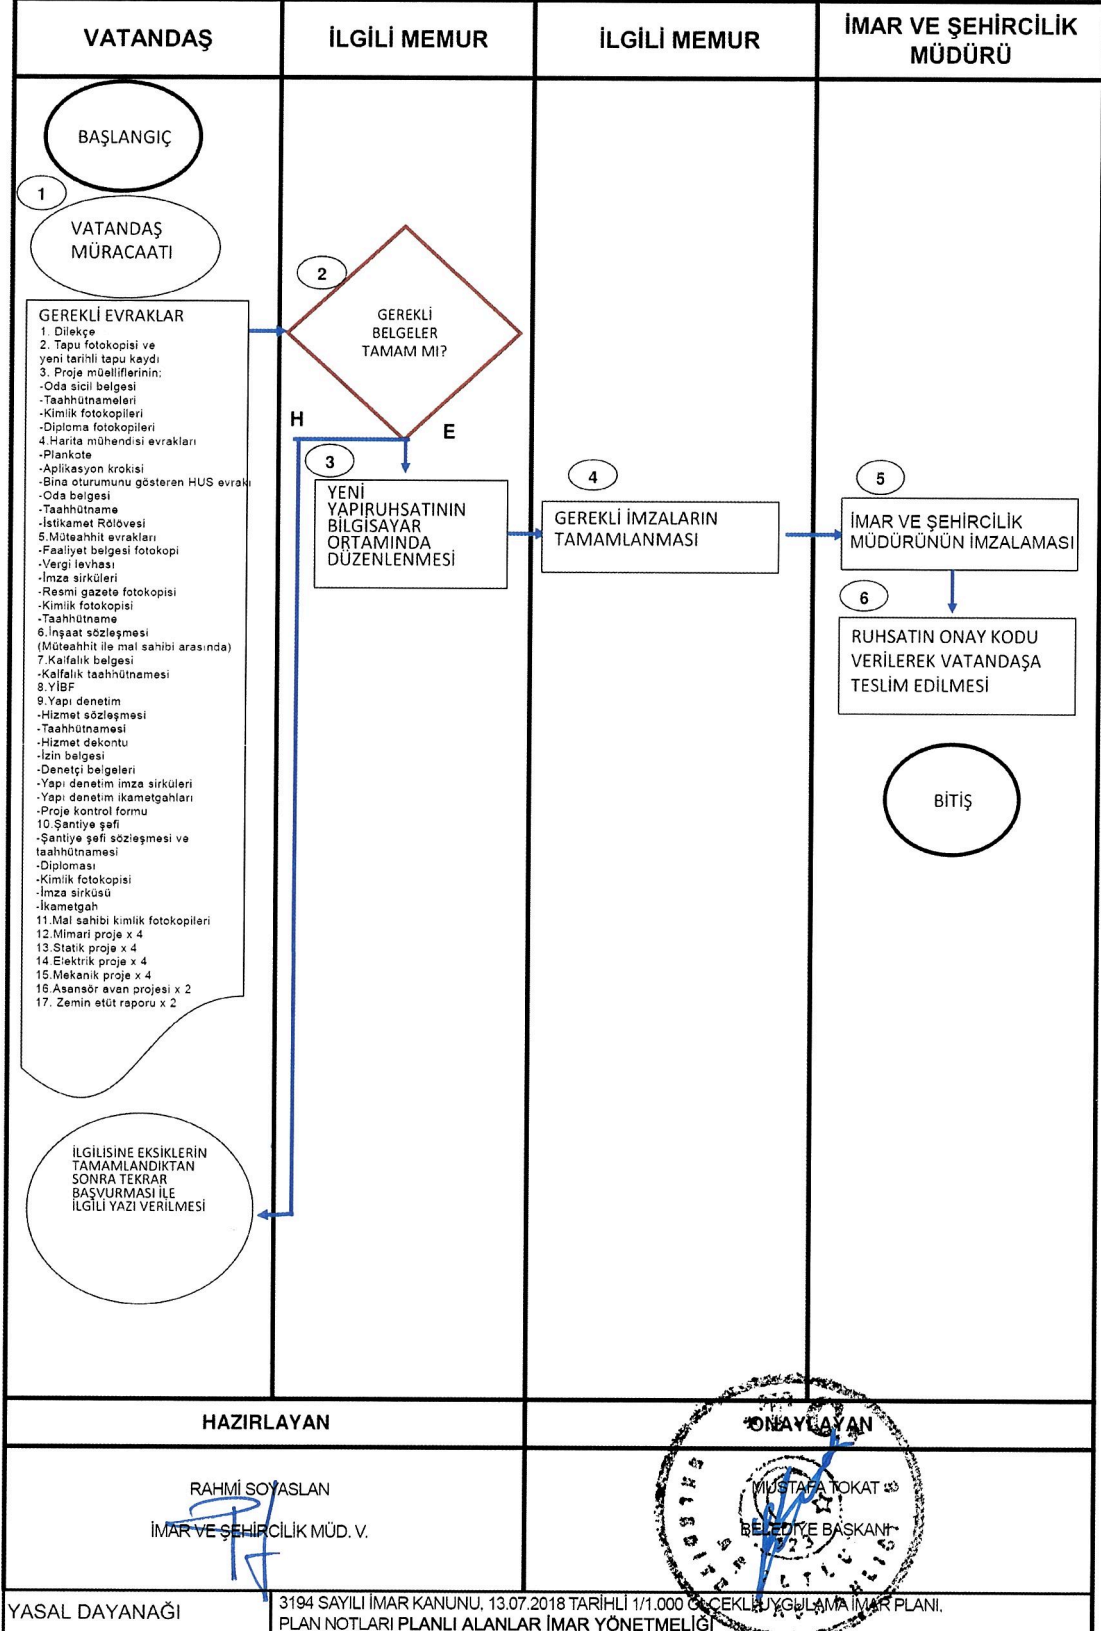 VATANDAŞ
İLGİLİ MEMUR
İLGİLİ MEMUR
İMAR VE ŞEHİRCİLİK
MÜDÜRÜ
BAŞLANGIÇ
1
VATANDAŞ
MÜRACAATI
GEREKLİ EVRAKLAR
1. Dilekçe
2. Tapu fotokopisi ve
yeni tarihli tapu kaydı
3. Proje müelliflerinin;
-Oda sicil belgesi
-Taahhütnameleri
-Kimlik fotokopileri
-Diploma fotokopileri
4.Harita mühendisi evrakları
-Plankote
-Aplikasyon krokisi
-Bina oturumunu gösteren HUS evrakı
-Oda belgesi
-Taahhütname
-İstikamet Rölövesi
5.Müteahhit evrakları
-Faaliyet belgesi fotokopi
-Vergi levhası
-İmza sirküleri
-Resmi gazete fotokopisi
-Kimlik fotokopisi
-Taahhütname
6.İnşaat sözleşmesi
(Müteahhit ile mal sahibi arasında)
7.Kalfalık belgesi
-Kalfalık taahhütnamesi
8.YİBF
9.Yapı denetim
-Hizmet sözleşmesi
-Taahhütnamesi
-Hizmet dekontu
-İzin belgesi
-Denetçi belgeleri
-Yapı denetim imza sirküleri
-Yapı denetim ikametgahları
-Proje kontrol formu
10.Şantiye şefi
-Şantiye şefi sözleşmesi ve
taahhütnamesi
-Diploması
-Kimlik fotokopisi
-İmza sirküsü
-İkametgah
11.Mal sahibi kimlik fotokopileri
12.Mimari proje x 4
13.Statik proje x 4
14.Elektrik proje x 4
15.Mekanik proje x 4
16.Asansör avan projesi x 2
17. Zemin etüt raporu x 2
İLGİLİSİNE EKSİKLERİN
TAMAMLANDIKTAN
SONRA TEKRAR
BAŞVURMASI İLE
İLGİLİ YAZI VERİLMESİ
2
GEREKLİ
BELGELER
TAMAM MI?
H
E
3
YENİ
YAPIRUHSATININ
BİLGİSAYAR
ORTAMINDA
DÜZENLENMESİ
4
GEREKLİ İMZALARIN
TAMAMLANMASI
5
İMAR VE ŞEHİRCİLİK
MÜDÜRÜNÜN İMZALAMASI
6
RUHSATIN ONAY KODU
VERİLEREK VATANDAŞA
TESLİM EDİLMESİ
BİTİŞ
HAZIRLAYAN
ONAYLAYAN
RAHMİ SOYASLAN
İMAR VE ŞEHİRCİLİK MÜD. V.
MUSTAFA TOKAT
BELEDİYE BAŞKANI
YASAL DAYANAĞI
3194 SAYILI İMAR KANUNU, 13.07.2018 TARİHLİ 1/1.000 ÖLÇEKLİ UYGULAMA İMAR PLANI.
PLAN NOTLARI PLANLI ALANLAR İMAR YÖNETMELİĞİ